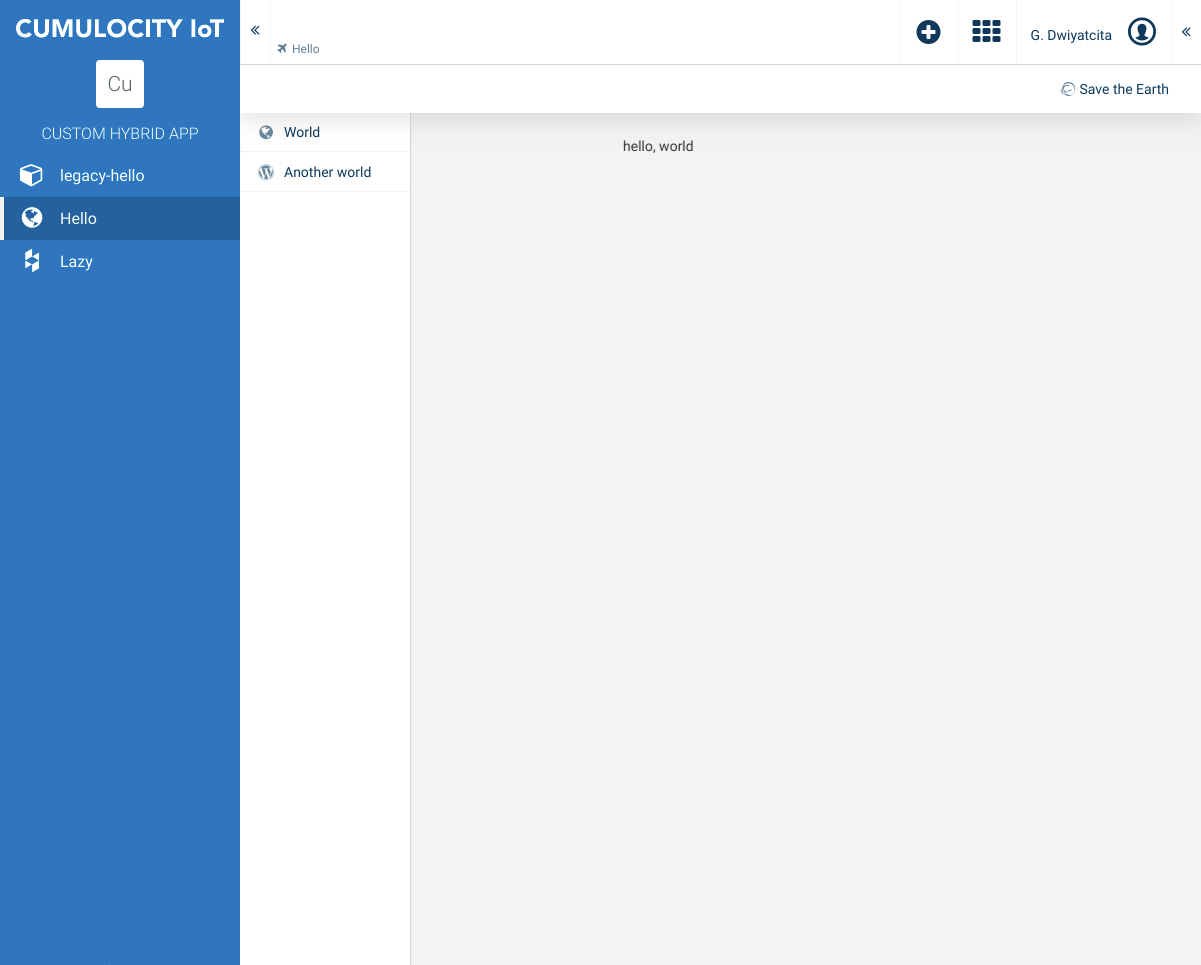 CUMULOCITY IoT
Cu
CUSTOM HYBRID APP
legacy-hello
Hello
Lazy
Hello
G. Dwiyatcita
Save the Earth
World
Another world
hello, world